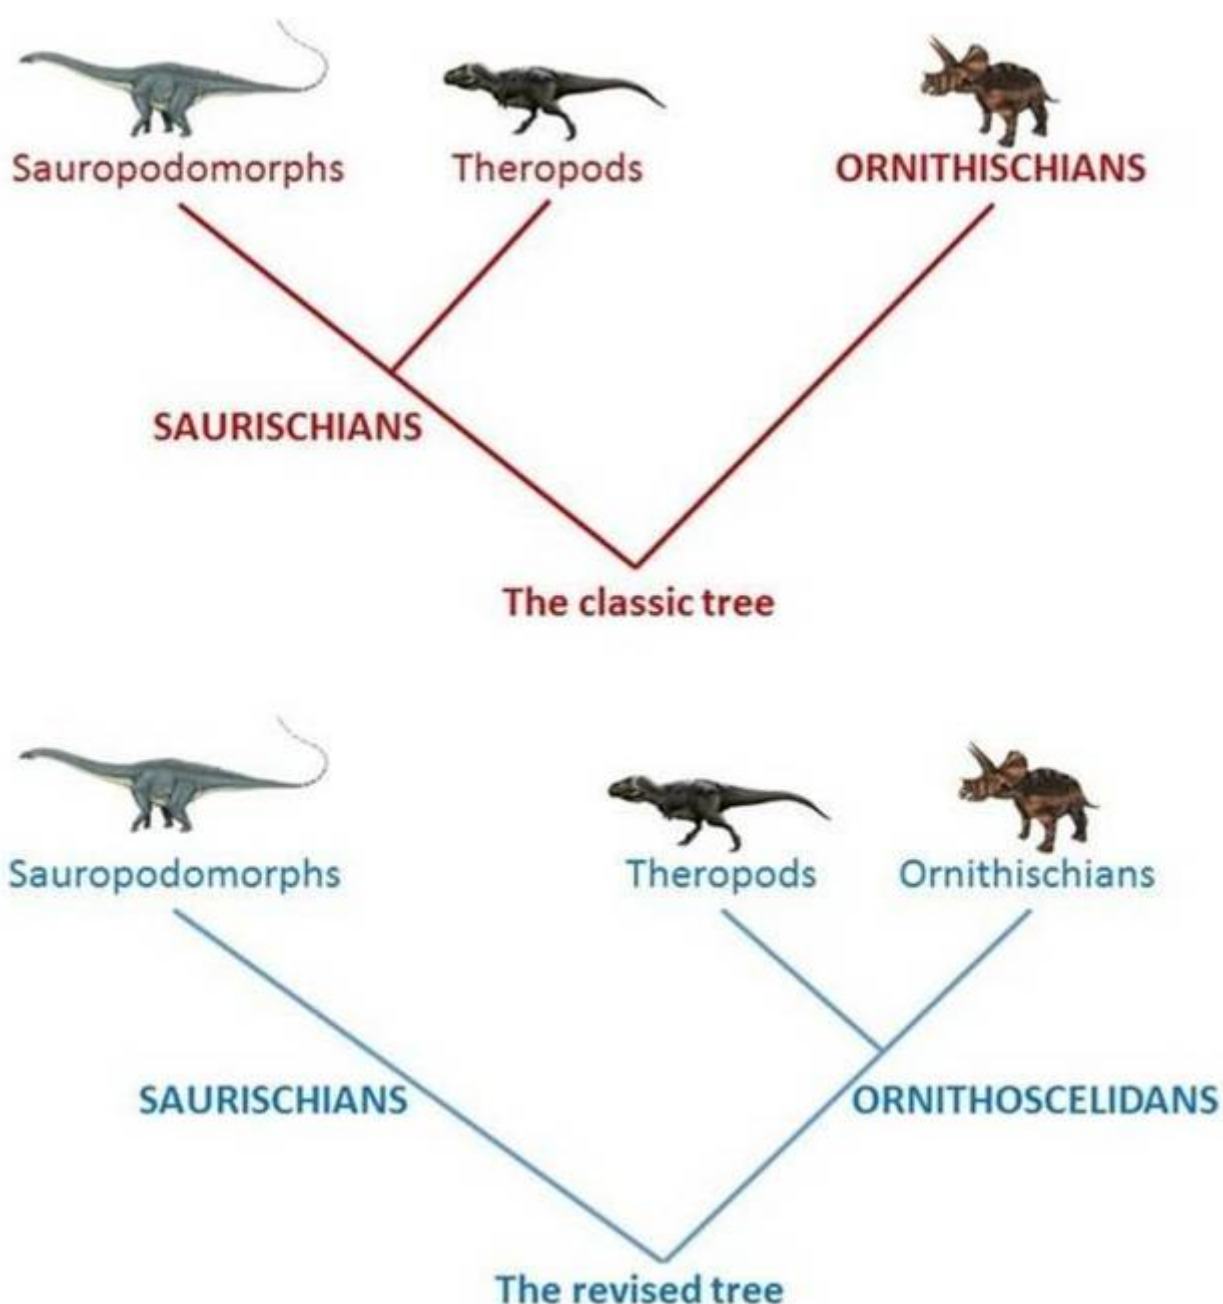 Sauropodomorphs
Theropods
ORNITHISCHIANS
SAURISCHIANS
The classic tree
Sauropodomorphs
Theropods
Ornithischians
SAURISCHIANS
ORNITHOSCELIDANS
The revised tree